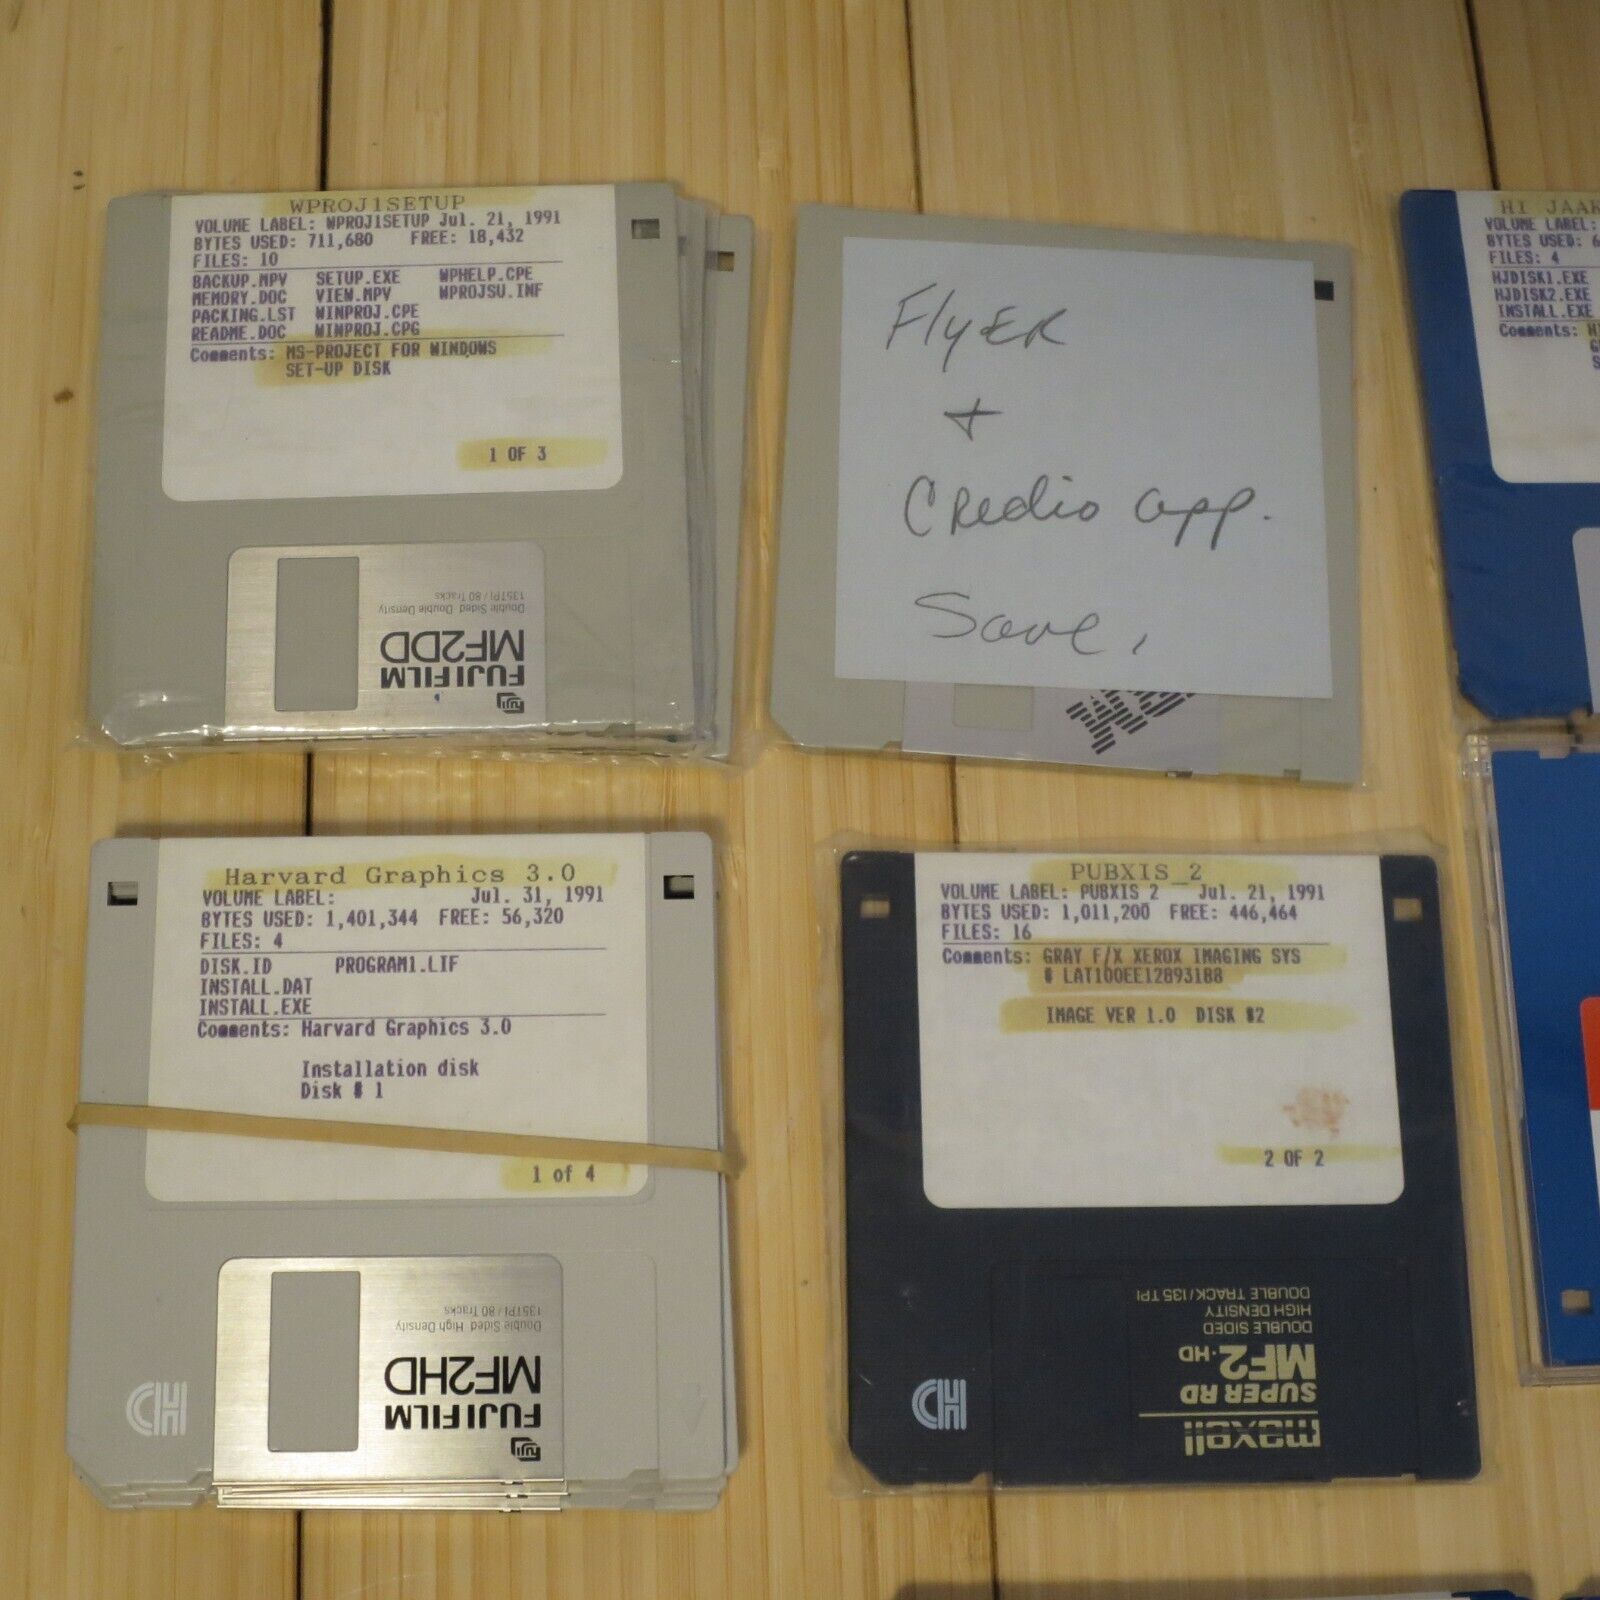 WPROJ1SETUP
VOLUME LABEL: WPROJ1SETUP Jul. 21, 1991
BYTES USED: 711,680 FREE: 18,432
FILES: 10
BACKUP.MPV SETUP.EXE WPHELP.CPE
MEMORY.DOC VIEW.MPV WPROJSU.INF
PACKING.LST WINPROJ.CPE
README.DOC WINPROJ.CPG
Comments: MS-PROJECT FOR WINDOWS
SET-UP DISK
1 OF 3
FUJI FILM
MF2DD
Double Sided Double Density
135TPI / 80 Tracks
FlyER
+
CRedio app.
Save,
HI JAAK
VOLUME LABEL:
BYTES USED: 6
FILES: 4
HJDISK1.EXE
HJDISK2.EXE
INSTALL.EXE
Comments:
Harvard Graphics 3.0
VOLUME LABEL: Jul. 31, 1991
BYTES USED: 1,401,344 FREE: 56,320
FILES: 4
DISK.ID PROGRAM1.LIF
INSTALL.DAT
INSTALL.EXE
Comments: Harvard Graphics 3.0
Installation disk
Disk # 1
1 of 4
HD
FUJI FILM
MF2HD
Double Sided High Density
135TPI / 80 Tracks
PUBXIS_2
VOLUME LABEL: PUBXIS 2 Jul. 21, 1991
BYTES USED: 1,011,200 FREE: 446,464
FILES: 16
Comments: GRAY F/X XEROX IMAGING SYS
# LAT100EE12893188
IMAGE VER 1.0 DISK #2
2 OF 2
HD
maxell
SUPER RD
MF2-HD
DOUBLE SIDED
HIGH DENSITY
DOUBLE TRACK/135 TPI